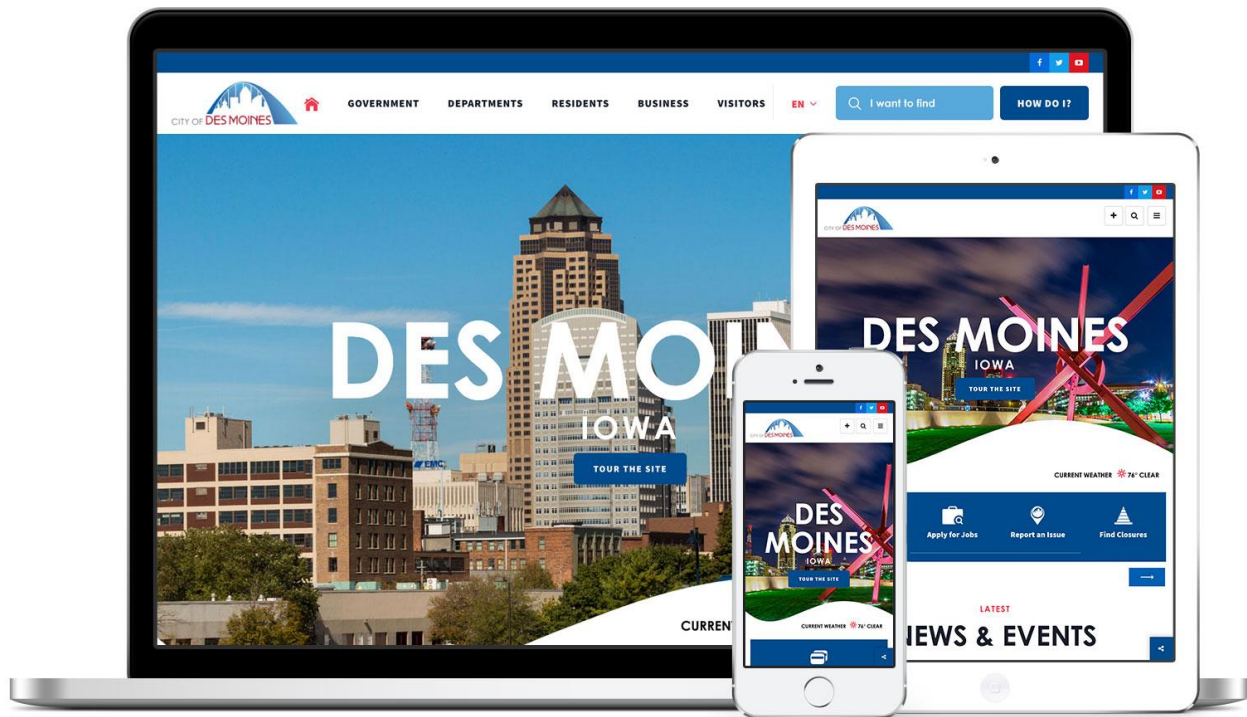 CITY OF DES MOINES
GOVERNMENT
DEPARTMENTS
RESIDENTS
BUSINESS
VISITORS
EN
I want to find
HOW DO I?
DES MOIN
IOWA
TOUR THE SITE
EMC
CURREN
CITY OF DES MOINES
DES MOINES
IOWA
TOUR THE SITE
CURRENT WEATHER 76° CLEAR
Apply for Jobs
Report an Issue
Find Closures
LATEST
NEWS & EVENTS
CITY OF DES MOINES
DES
MOINES
IOWA
TOUR THE SITE
CURRENT WEATHER 76° CLEAR